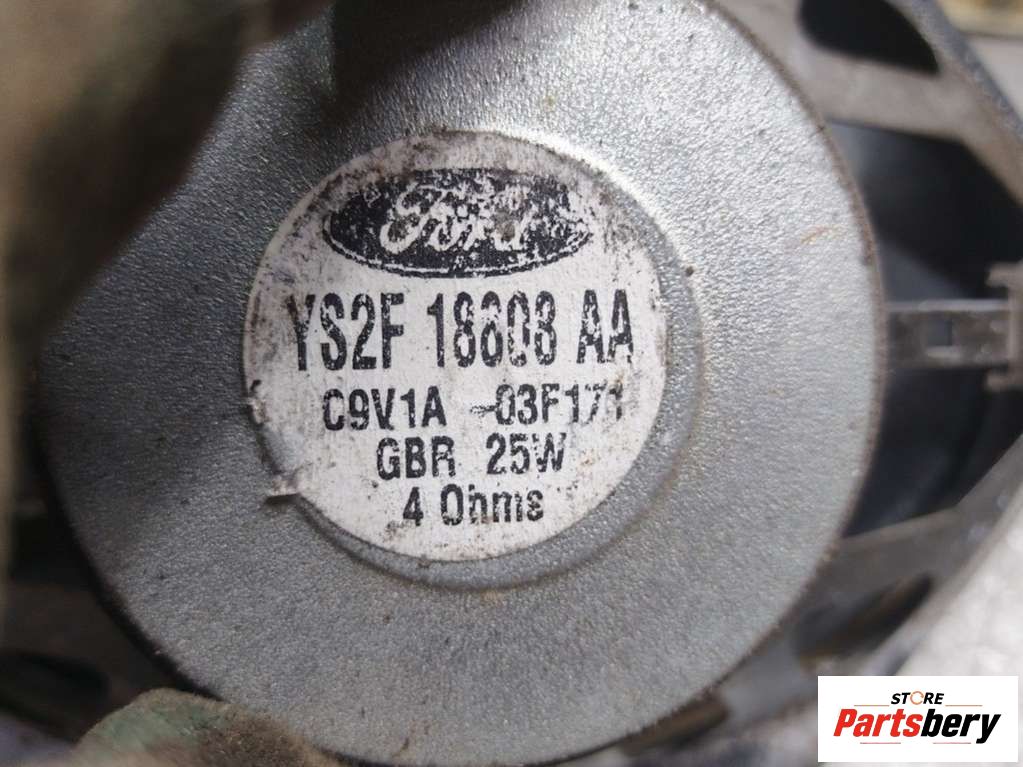 Ford
YS2F 18808 AA
C9V1A -03F171
GBR 25W
4 Ohms
STORE
Partsbery